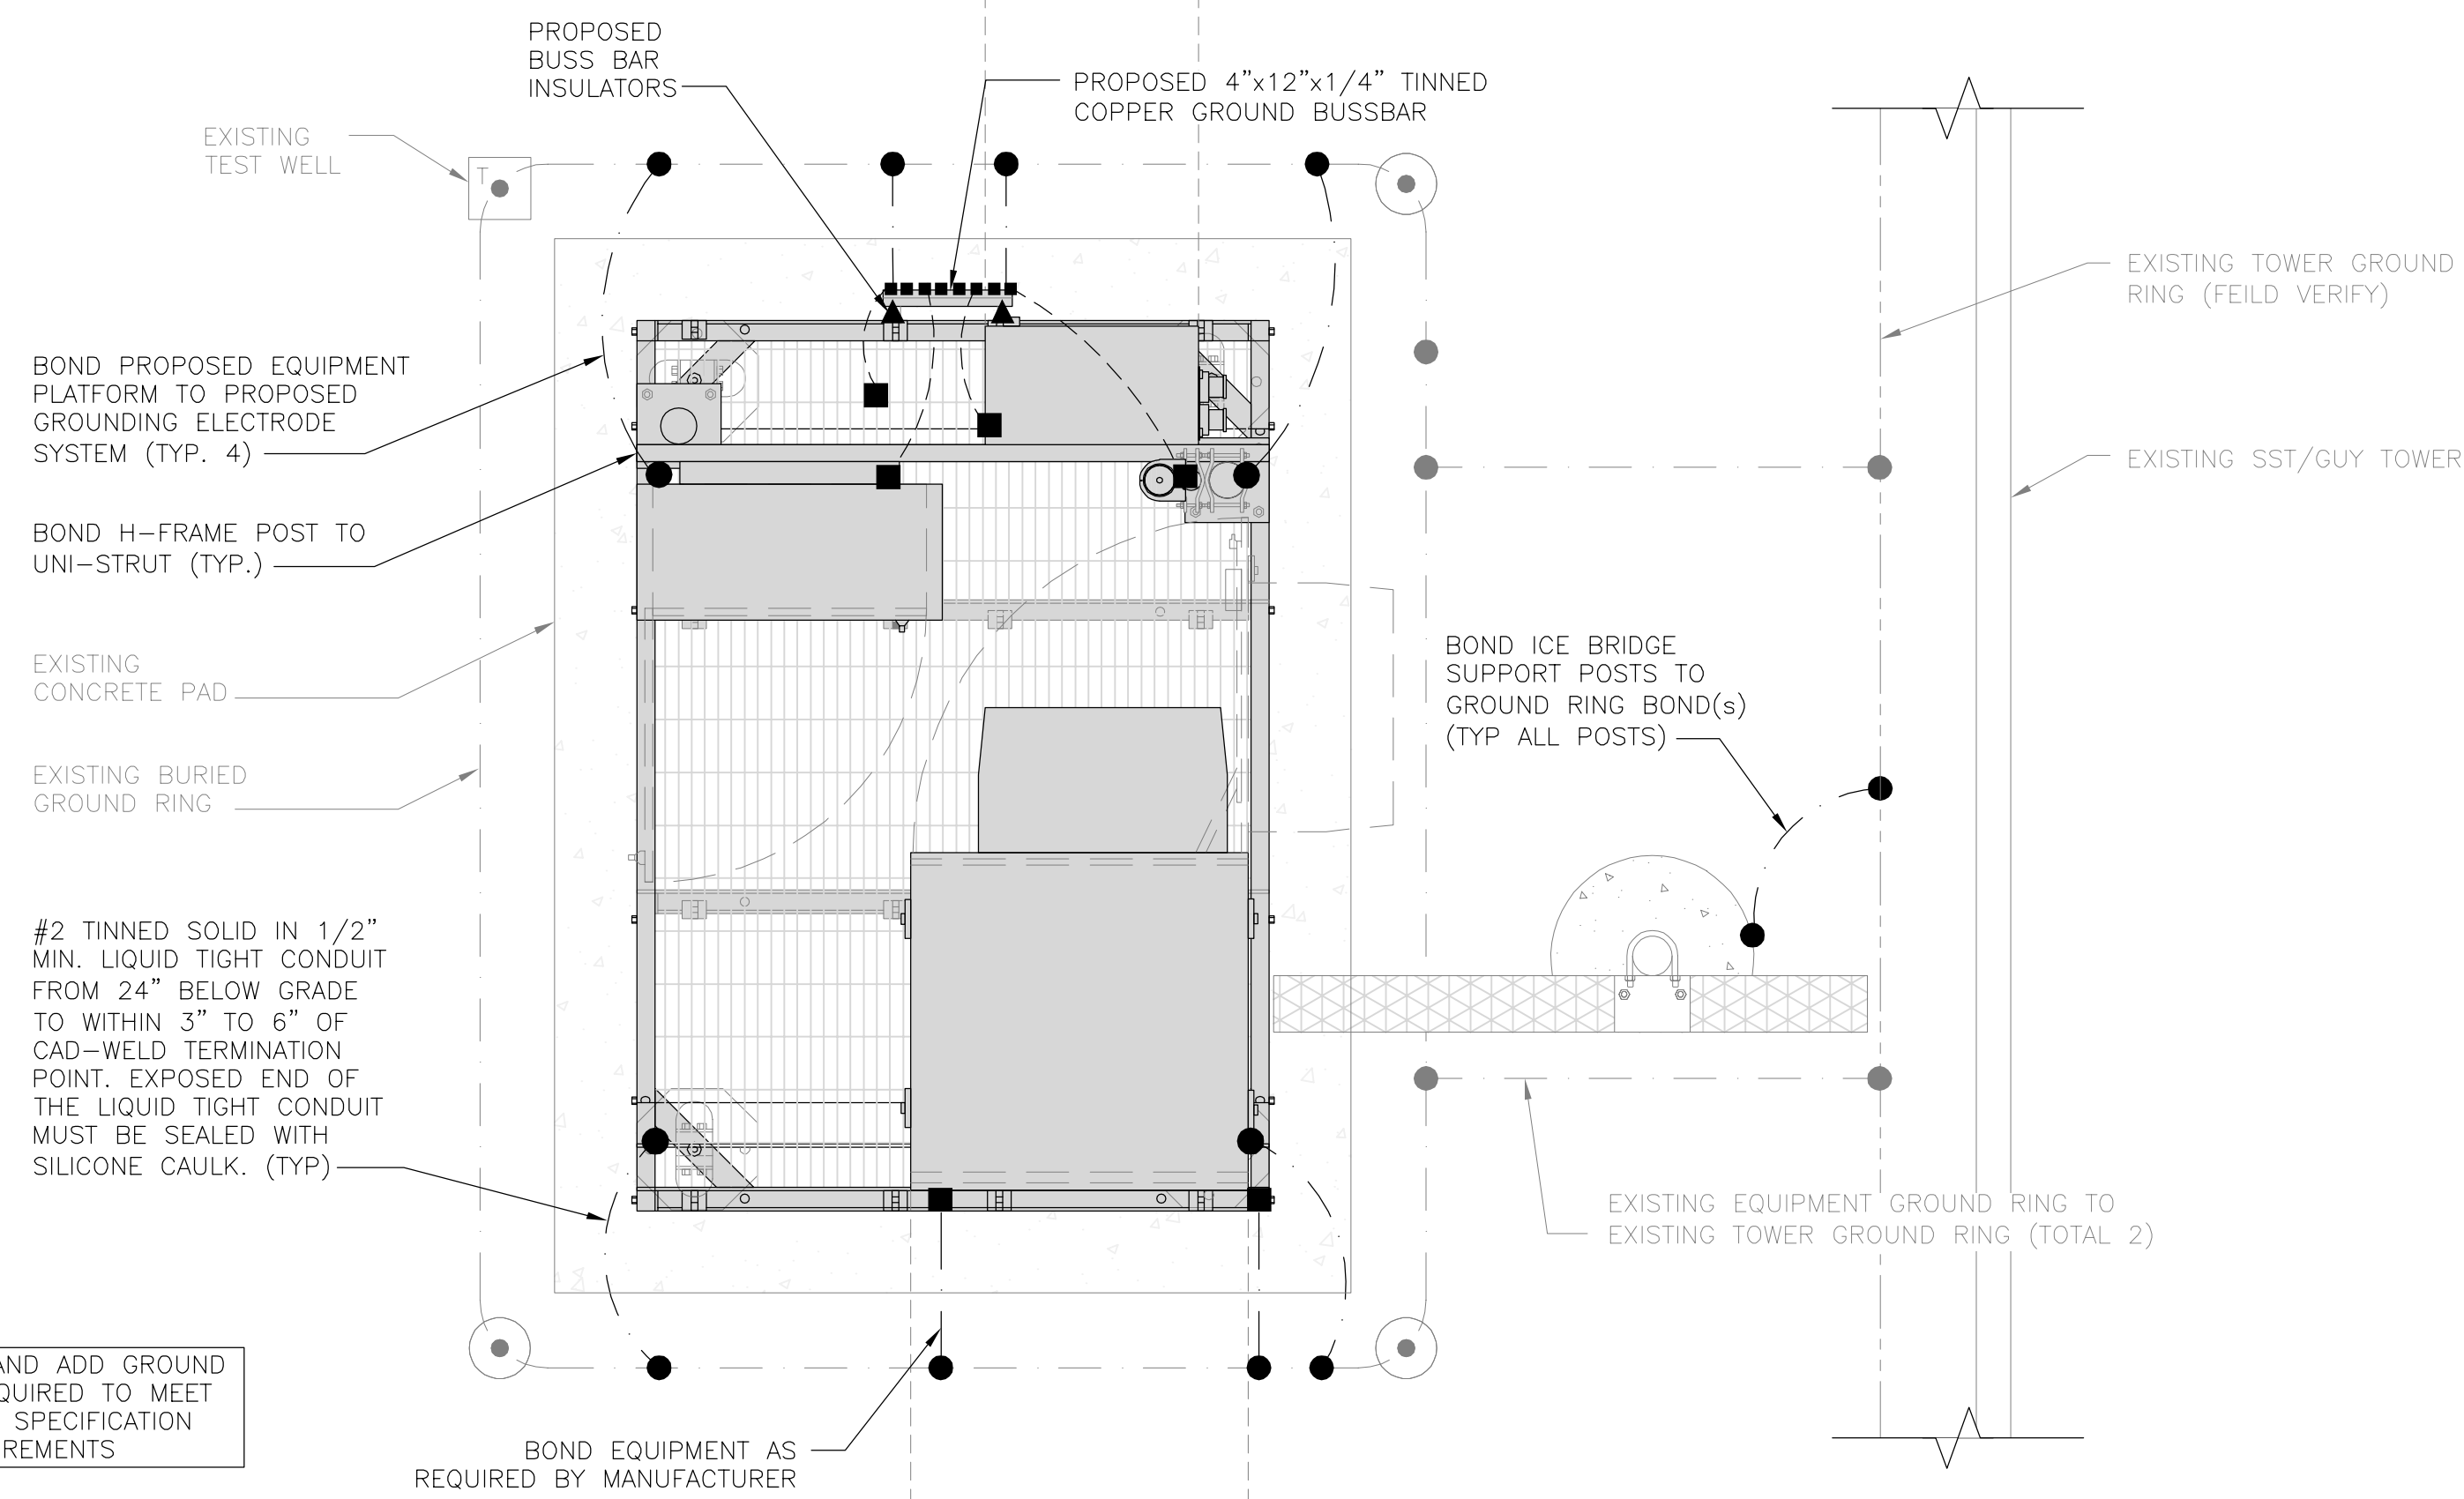 PROPOSED
BUSS BAR
INSULATORS
PROPOSED 4”x12”x1/4” TINNED
COPPER GROUND BUSSBAR
EXISTING
TEST WELL
T
EXISTING TOWER GROUND
RING (FEILD VERIFY)
BOND PROPOSED EQUIPMENT
PLATFORM TO PROPOSED
GROUNDING ELECTRODE
SYSTEM (TYP. 4)
EXISTING SST/GUY TOWER
BOND H-FRAME POST TO
UNI-STRUT (TYP.)
EXISTING
CONCRETE PAD
BOND ICE BRIDGE
SUPPORT POSTS TO
GROUND RING BOND(s)
(TYP ALL POSTS)
EXISTING BURIED
GROUND RING
#2 TINNED SOLID IN 1/2”
MIN. LIQUID TIGHT CONDUIT
FROM 24” BELOW GRADE
TO WITHIN 3” TO 6” OF
CAD-WELD TERMINATION
POINT. EXPOSED END OF
THE LIQUID TIGHT CONDUIT
MUST BE SEALED WITH
SILICONE CAULK. (TYP)
EXISTING EQUIPMENT GROUND RING TO
EXISTING TOWER GROUND RING (TOTAL 2)
AND ADD GROUND
QUIRED TO MEET
SPECIFICATION
REMENTS
BOND EQUIPMENT AS
REQUIRED BY MANUFACTURER